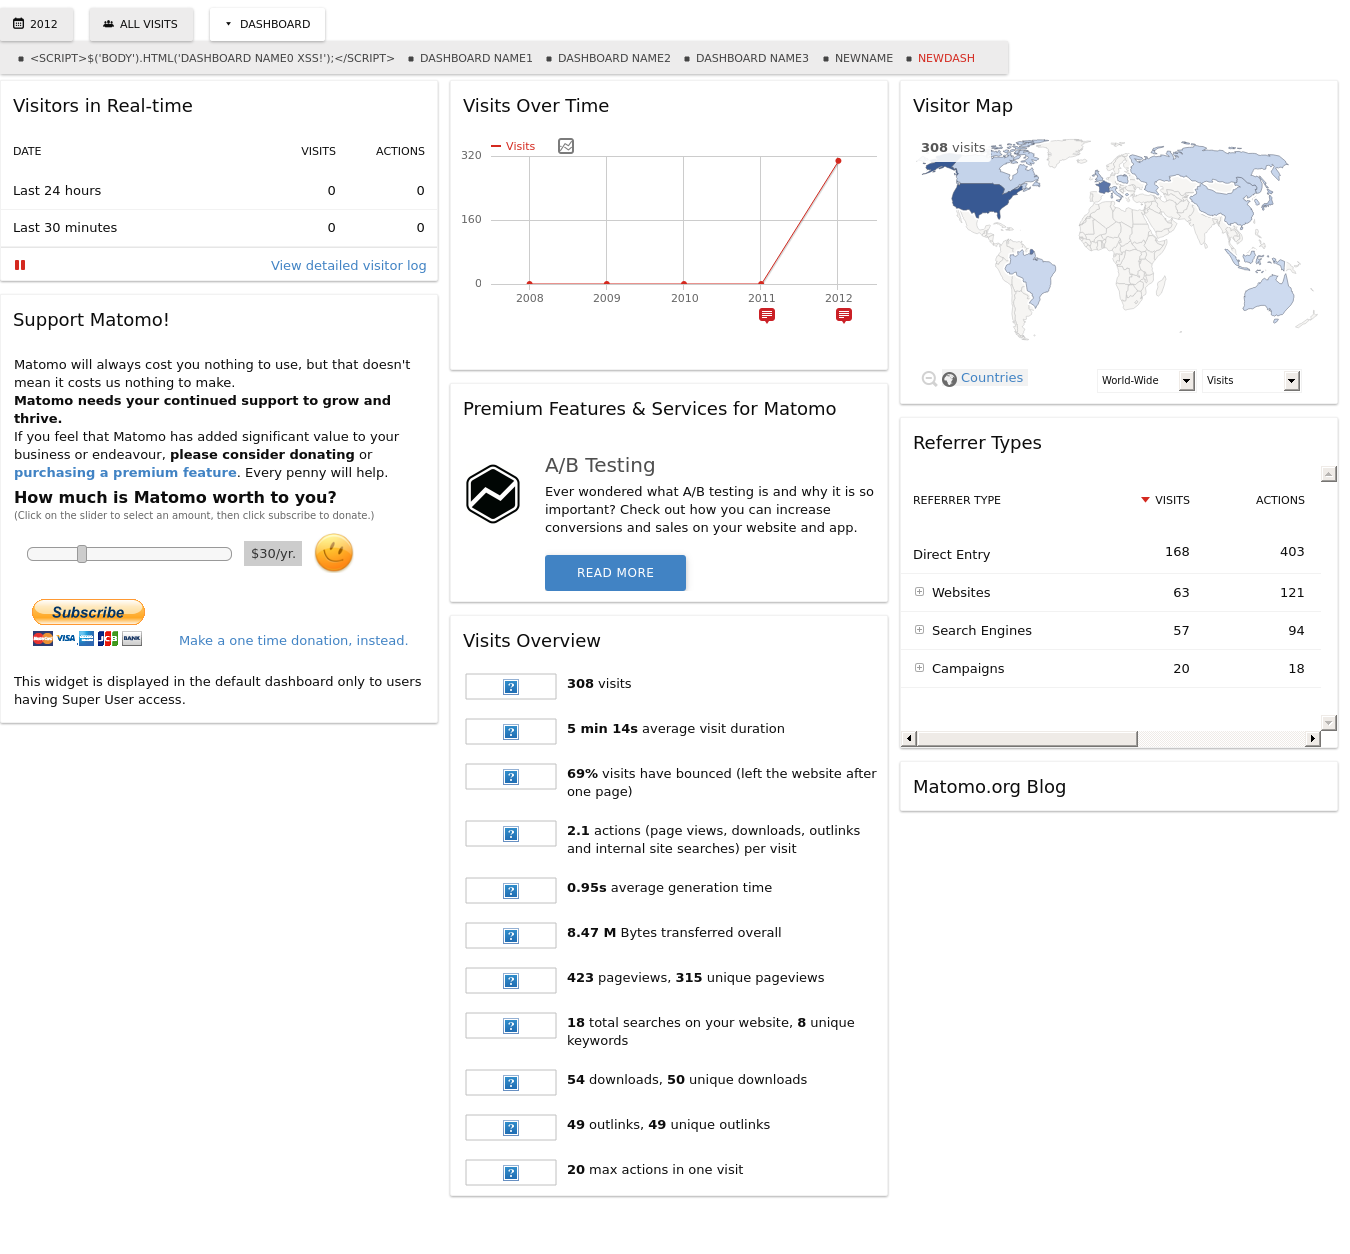 2012
ALL VISITS
DASHBOARD
<SCRIPT>$('BODY').HTML('DASHBOARD NAME0 XSS!');</SCRIPT>
DASHBOARD NAME1
DASHBOARD NAME2
DASHBOARD NAME3
NEWNAME
NEWDASH
Visitors in Real-time
DATE VISITS ACTIONS
Last 24 hours 0 0
Last 30 minutes 0 0
View detailed visitor log
Support Matomo!
Matomo will always cost you nothing to use, but that doesn't
mean it costs us nothing to make.
Matomo needs your continued support to grow and
thrive.
If you feel that Matomo has added significant value to your
business or endeavour, please consider donating or
purchasing a premium feature. Every penny will help.
How much is Matomo worth to you?
(Click on the slider to select an amount, then click subscribe to donate.)
$30/yr.
Subscribe
VISA
JCB
BANK
Make a one time donation, instead.
This widget is displayed in the default dashboard only to users
having Super User access.
Visits Over Time
Visits
320
160
0
2008 2009 2010 2011 2012
Premium Features & Services for Matomo
A/B Testing
Ever wondered what A/B testing is and why it is so
important? Check out how you can increase
conversions and sales on your website and app.
READ MORE
Visits Overview
308 visits
5 min 14s average visit duration
69% visits have bounced (left the website after
one page)
2.1 actions (page views, downloads, outlinks
and internal site searches) per visit
0.95s average generation time
8.47 M Bytes transferred overall
423 pageviews, 315 unique pageviews
18 total searches on your website, 8 unique
keywords
54 downloads, 50 unique downloads
49 outlinks, 49 unique outlinks
20 max actions in one visit
Visitor Map
308 visits
Countries
World-Wide
Visits
Referrer Types
REFERRER TYPE VISITS ACTIONS
Direct Entry 168 403
Websites 63 121
Search Engines 57 94
Campaigns 20 18
Matomo.org Blog